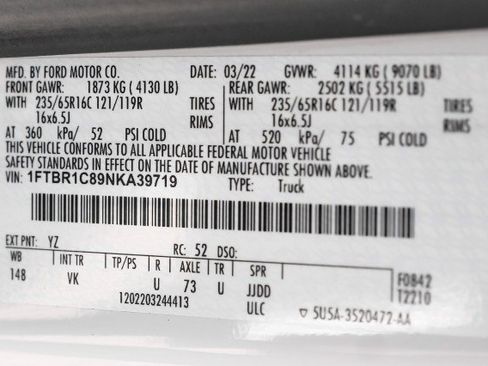 MFD. BY FORD MOTOR CO. DATE: 03/22 GVWR: 4114 KG ( 9070 LB)
FRONT GAWR: 1873 KG ( 4130 LB) REAR GAWR: 2502 KG ( 5515 LB)
WITH 235/65R16C 121/119R TIRES WITH 235/65R16C 121/119R TIRES
16x6.5J RIMS 16x6.5J RIMS
AT 360 kPa/ 52 PSI COLD AT 520 kPa/ 75 PSI COLD
THIS VEHICLE CONFORMS TO ALL APPLICABLE FEDERAL MOTOR VEHICLE
SAFETY STANDARDS IN EFFECT ON THE DATE OF MANUFACTURE SHOWN ABOVE.
VIN: 1FTBR1C89NKA39719 TYPE: Truck
EXT PNT: YZ RC: 52 DSO:
WB INT TR TP/PS R AXLE TR SPR F0842
148 VK U 73 U JJDD T2210
1202203244413 ULC ▽ 5USA-3520472-AA